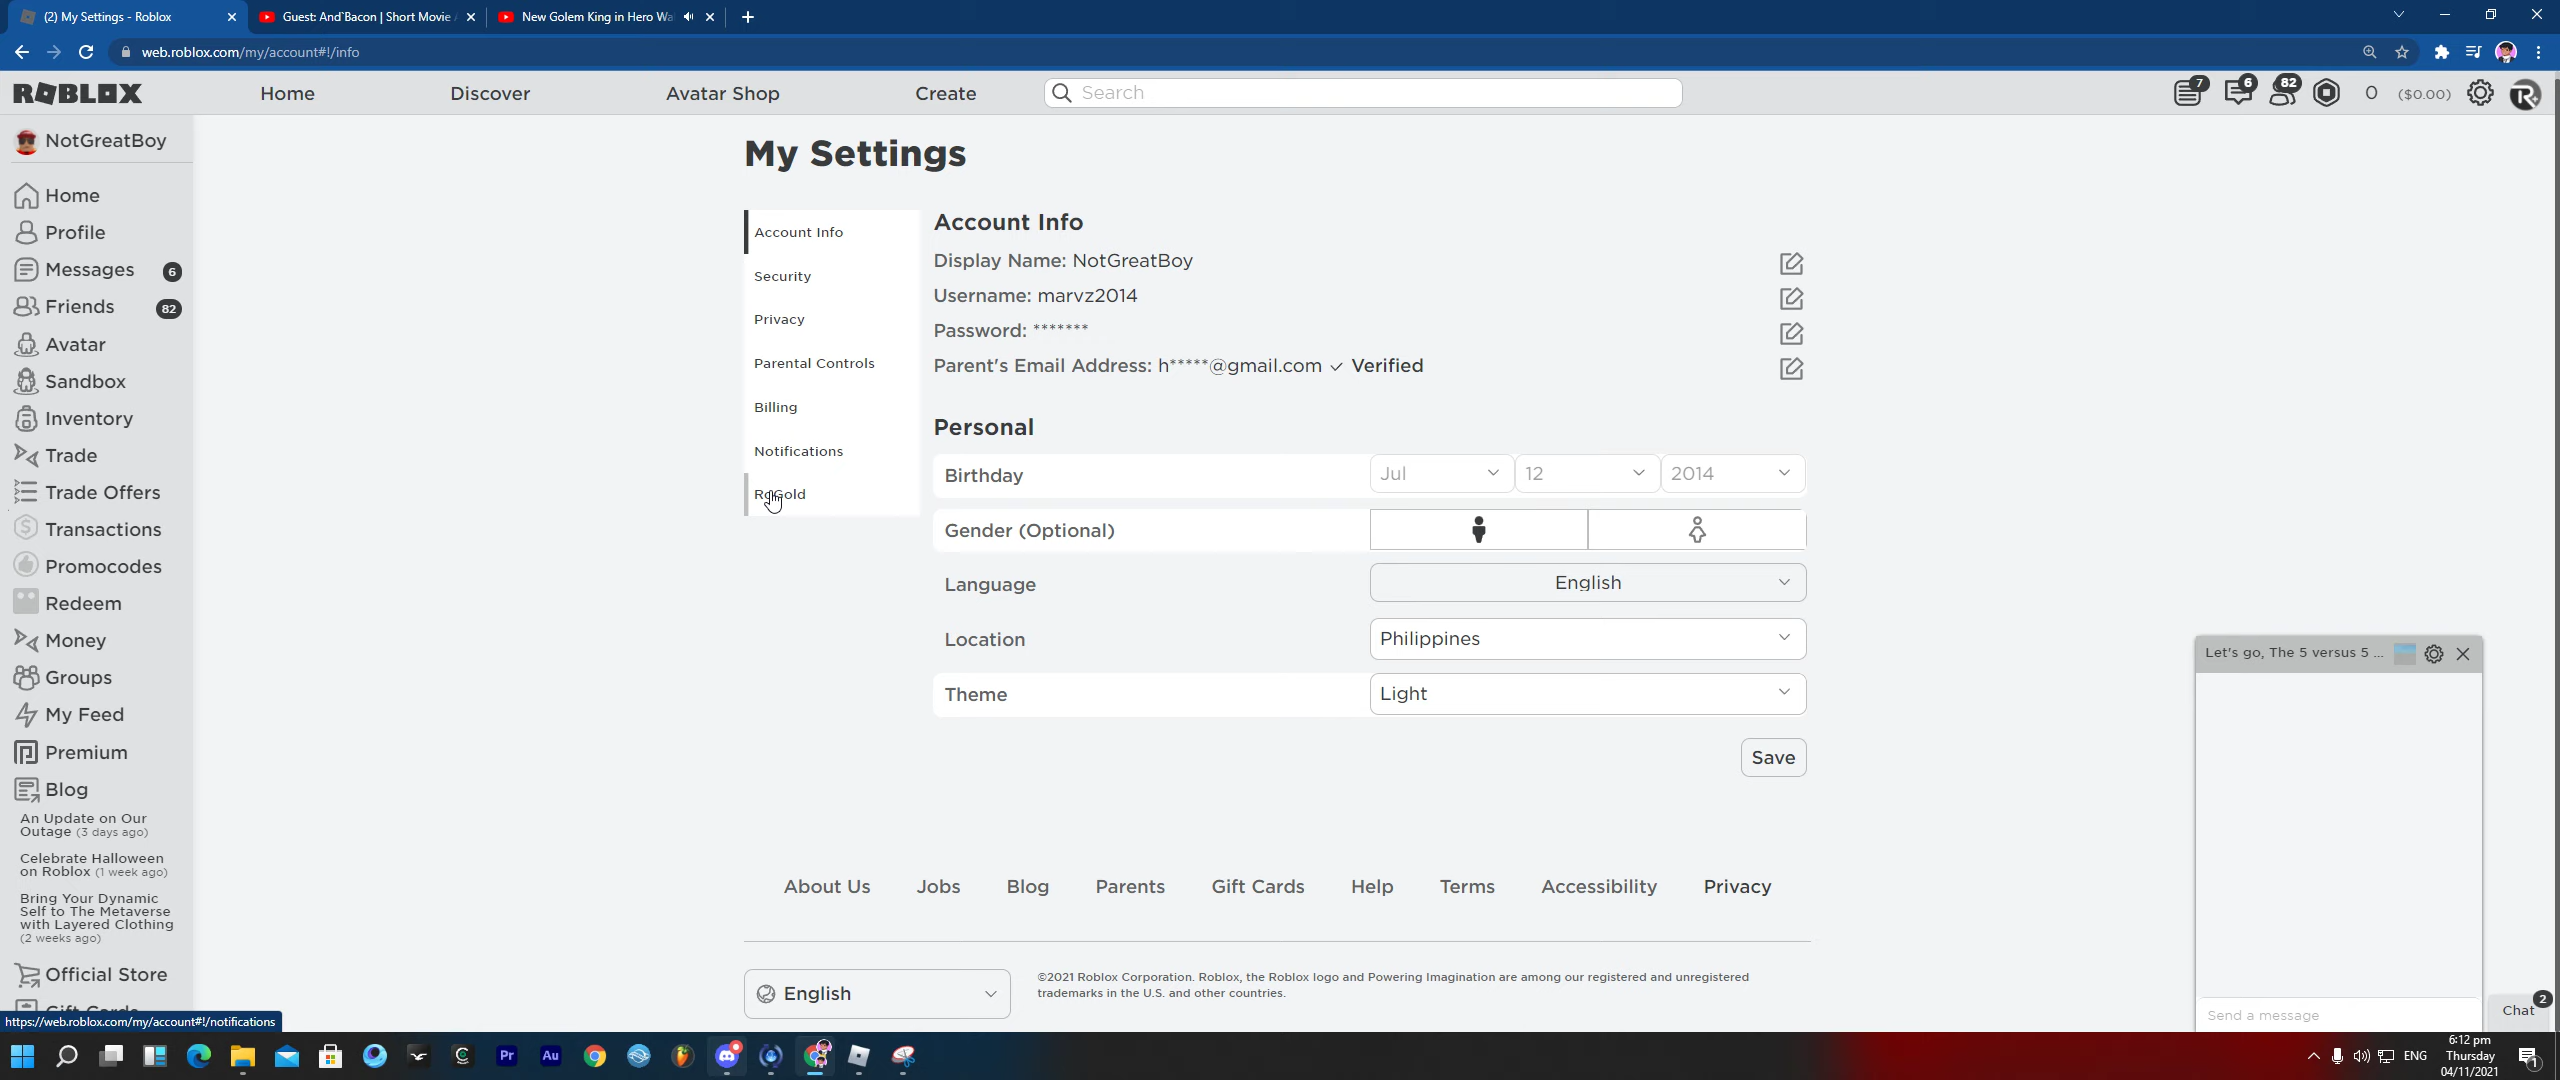 (2) My Settings - Roblox
Guest: And`Bacon | Short Movie
New Golem King in Hero Wa
web.roblox.com/my/account#!/info
ROBLOX
Home
Discover
Avatar Shop
Create
Search
7
6
82
0
($0.00)
NotGreatBoy
Home
Profile
Messages 6
Friends 82
Avatar
Sandbox
Inventory
Trade
Trade Offers
Transactions
Promocodes
Redeem
Money
Groups
My Feed
Premium
Blog
An Update on Our
Outage (3 days ago)
Celebrate Halloween
on Roblox (1 week ago)
Bring Your Dynamic
Self to The Metaverse
with Layered Clothing
(2 weeks ago)
Official Store
Gift Cards
https://web.roblox.com/my/account#!/notifications
My Settings
Account Info
Security
Privacy
Parental Controls
Billing
Notifications
RoGold
Account Info
Display Name: NotGreatBoy
Username: marvz2014
Password: *******
Parent's Email Address: h*****@gmail.com ✓ Verified
Personal
Birthday Jul 12 2014
Gender (Optional)
Language English
Location Philippines
Theme Light
Save
About Us Jobs Blog Parents Gift Cards Help Terms Accessibility Privacy
English
©2021 Roblox Corporation. Roblox, the Roblox logo and Powering Imagination are among our registered and unregistered
trademarks in the U.S. and other countries.
Let's go, The 5 versus 5 ...
Send a message
Chat 2
Pr
Au
ENG
6:12 pm
Thursday
04/11/2021
1